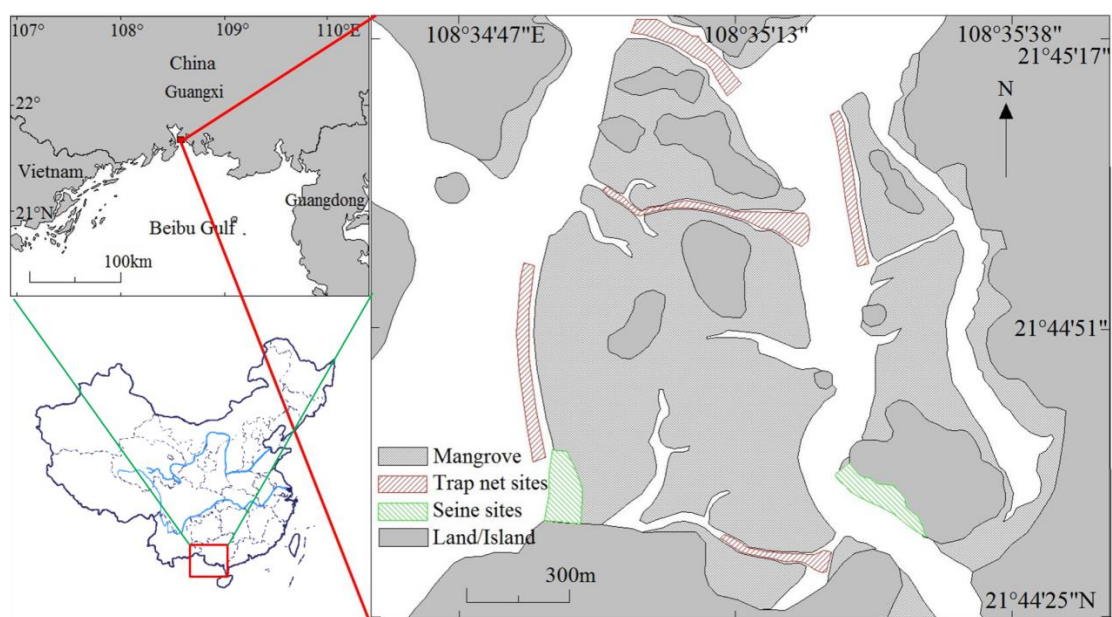 107° 108° 109° 110°E
China
Guangxi
22°
Vietnam
Guangdong
21°N
Beibu Gulf
100km
108°34'47"E 108°35'13" 108°35'38"
21°45'17"
N
21°44'51"
Mangrove
Trap net sites
Seine sites
Land/Island
300m
21°44'25"N